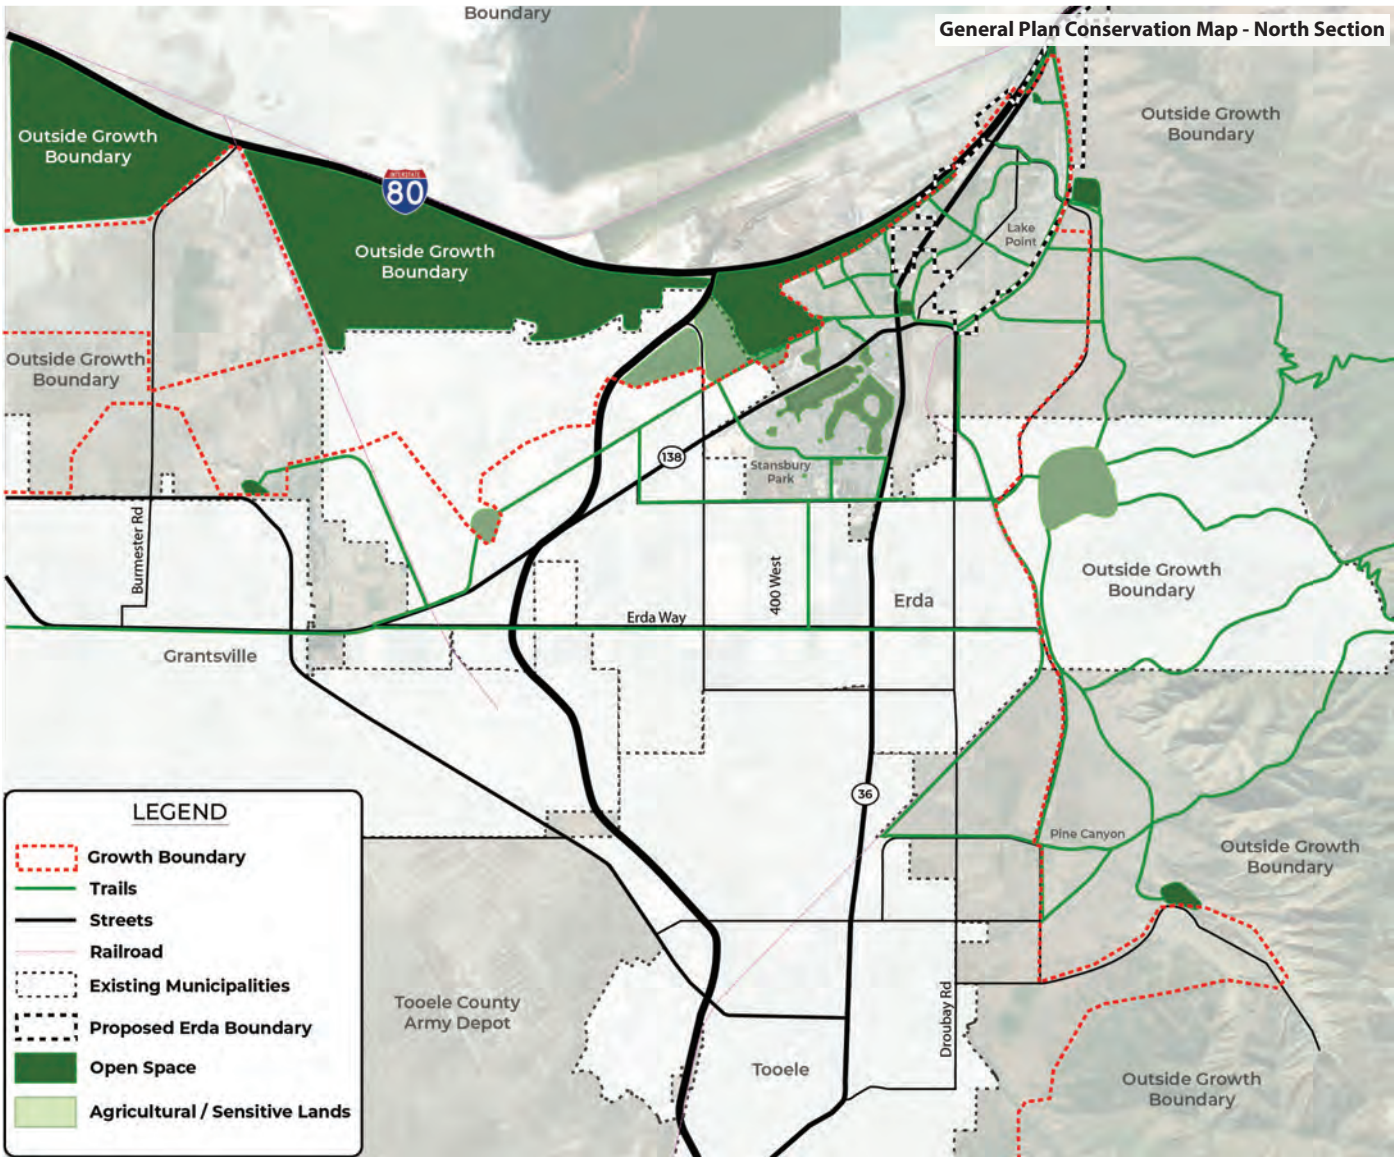 Boundary
General Plan Conservation Map - North Section
Outside Growth
Boundary
Outside Growth
Boundary
INTERSTATE
80
Outside Growth
Boundary
Lake
Point
Outside Growth
Boundary
138
Stansbury
Park
Burmester Rd
400 West
Outside Growth
Boundary
Erda
Erda Way
Grantsville
36
Pine Canyon
Outside Growth
Boundary
LEGEND
Growth Boundary
Trails
Streets
Railroad
Existing Municipalities
Proposed Erda Boundary
Open Space
Agricultural / Sensitive Lands
Tooele County
Army Depot
Droubay Rd
Tooele
Outside Growth
Boundary